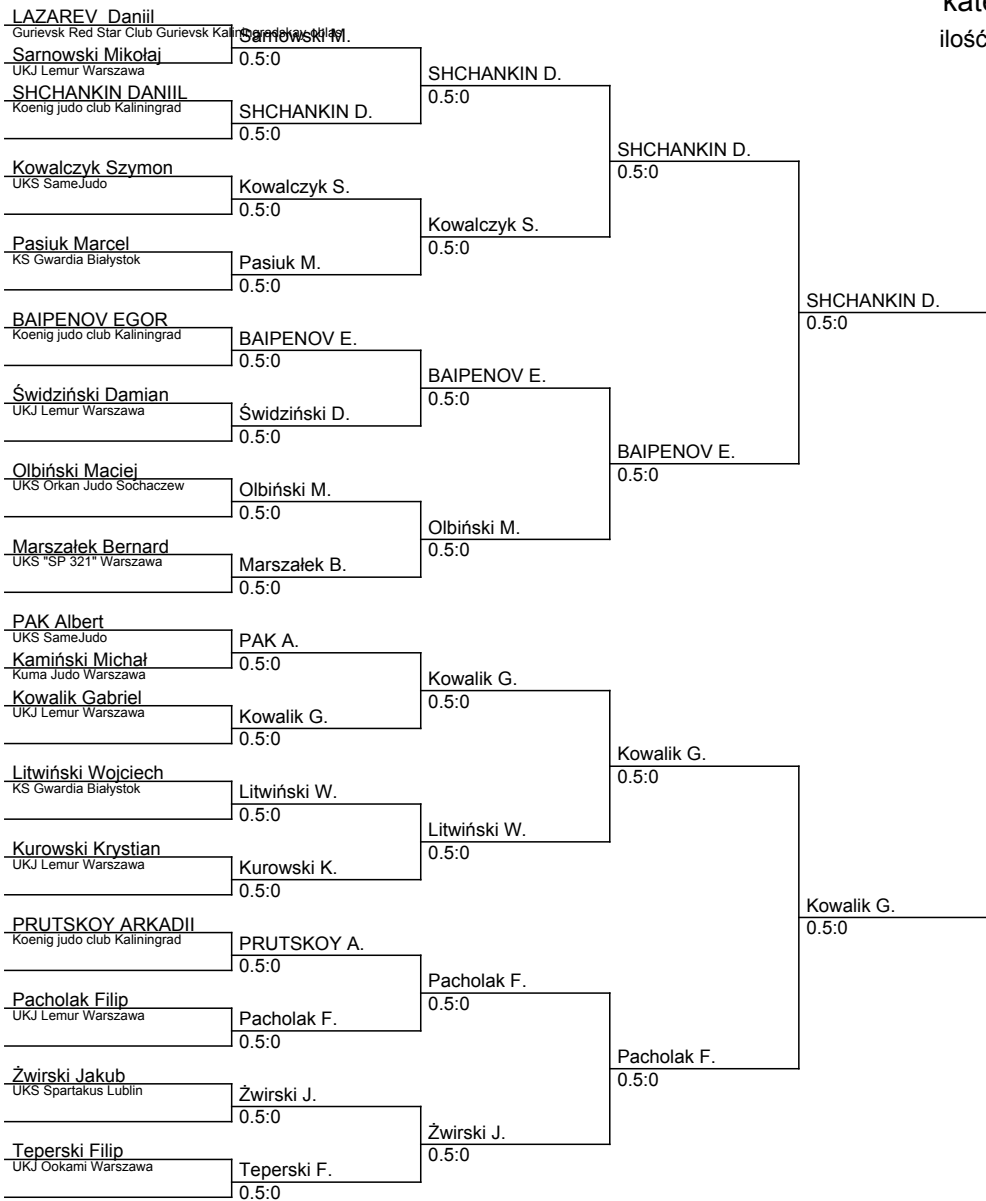 kate
ilość
LAZAREV Daniil
Gurievsk Red Star Club Gurievsk Kaliningradskay oblast
Sarnowski Mikołaj
UKJ Lemur Warszawa
SHCHANKIN DANIIL
Koenig judo club Kaliningrad
Kowalczyk Szymon
UKS SameJudo
Pasiuk Marcel
KS Gwardia Białystok
BAIPENOV EGOR
Koenig judo club Kaliningrad
Świdziński Damian
UKJ Lemur Warszawa
Olbiński Maciej
UKS Orkan Judo Sochaczew
Marszałek Bernard
UKS "SP 321" Warszawa
PAK Albert
UKS SameJudo
Kamiński Michał
Kuma Judo Warszawa
Kowalik Gabriel
UKJ Lemur Warszawa
Litwiński Wojciech
KS Gwardia Białystok
Kurowski Krystian
UKJ Lemur Warszawa
PRUTSKOY ARKADII
Koenig judo club Kaliningrad
Pacholak Filip
UKJ Lemur Warszawa
Żwirski Jakub
UKS Spartakus Lublin
Teperski Filip
UKJ Ookami Warszawa
Sarnowski M.
0.5:0
SHCHANKIN D.
0.5:0
Kowalczyk S.
0.5:0
Pasiuk M.
0.5:0
BAIPENOV E.
0.5:0
Świdziński D.
0.5:0
Olbiński M.
0.5:0
Marszałek B.
0.5:0
PAK A.
0.5:0
Kowalik G.
0.5:0
Litwiński W.
0.5:0
Kurowski K.
0.5:0
PRUTSKOY A.
0.5:0
Pacholak F.
0.5:0
Żwirski J.
0.5:0
Teperski F.
0.5:0
SHCHANKIN D.
0.5:0
Kowalczyk S.
0.5:0
BAIPENOV E.
0.5:0
Olbiński M.
0.5:0
Kowalik G.
0.5:0
Litwiński W.
0.5:0
Pacholak F.
0.5:0
Żwirski J.
0.5:0
SHCHANKIN D.
0.5:0
BAIPENOV E.
0.5:0
Kowalik G.
0.5:0
Pacholak F.
0.5:0
SHCHANKIN D.
0.5:0
Kowalik G.
0.5:0